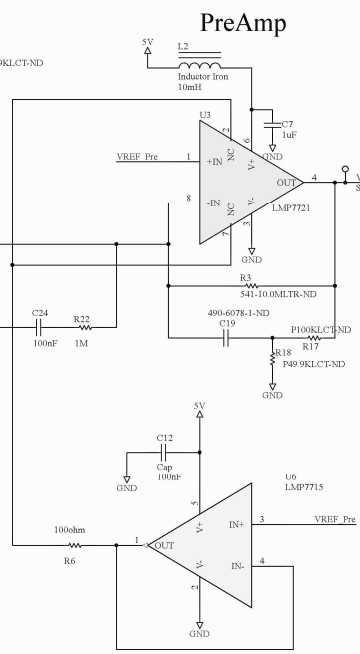 PreAmp
5V
L2
9KLCT-ND
Inductor Iron
10mH
U3
C7
1uF
2
6
GND
VREF_Pre
1
+IN
NC
V+
OUT
4
V
S
8
-IN
NC
V-
LMP7721
7
3
GND
R3
541-10.0MLTR-ND
490-6078-1-ND
C19
C24
R22
100nF
1M
P100KLCT-ND
R17
R18
P49.9KLCT-ND
GND
5V
C12
Cap
100nF
GND
U6
LMP7715
5
V+
IN+
3
VREF_Pre
100ohm
R6
1
OUT
V-
IN-
4
2
GND